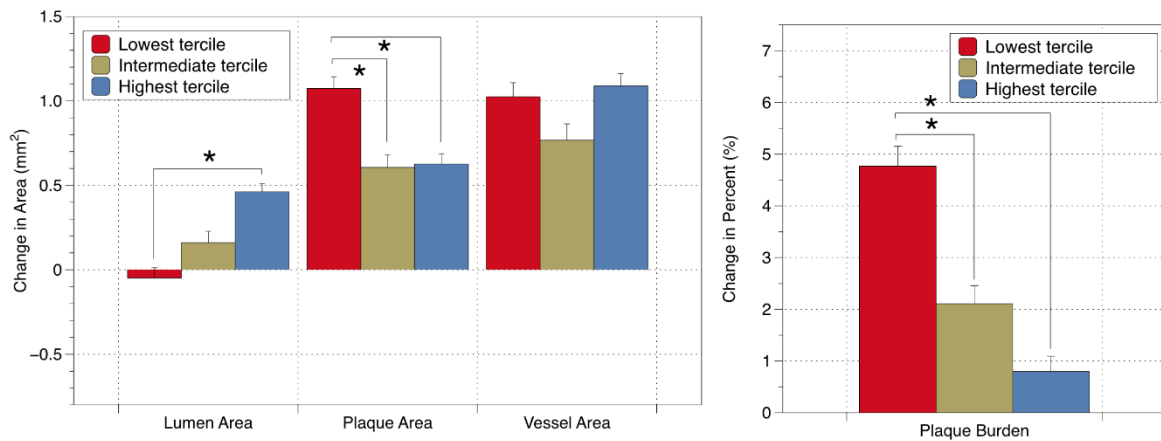 1.5
1.0
0.5
0
−0.5
Change in Area (mm²)
Lowest tercile
Intermediate tercile
Highest tercile
*
*
*
Lumen Area
Plaque Area
Vessel Area
7
6
5
4
3
2
1
0
Change in Percent (%)
Lowest tercile
Intermediate tercile
Highest tercile
*
*
Plaque Burden